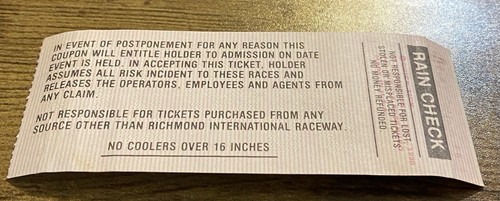 IN EVENT OF POSTPONEMENT FOR ANY REASON THIS
COUPON WILL ENTITLE HOLDER TO ADMISSION ON DATE
EVENT IS HELD. IN ACCEPTING THIS TICKET, HOLDER
ASSUMES ALL RISK INCIDENT TO THESE RACES AND
RELEASES THE OPERATORS, EMPLOYEES AND AGENTS FROM
ANY CLAIM.
NOT RESPONSIBLE FOR TICKETS PURCHASED FROM ANY
SOURCE OTHER THAN RICHMOND INTERNATIONAL RACEWAY.
NO COOLERS OVER 16 INCHES
RAIN CHECK
NOT RESPONSIBLE FOR LOST,
STOLEN OR MISPLACED TICKETS
NO MONEY REFUNDED